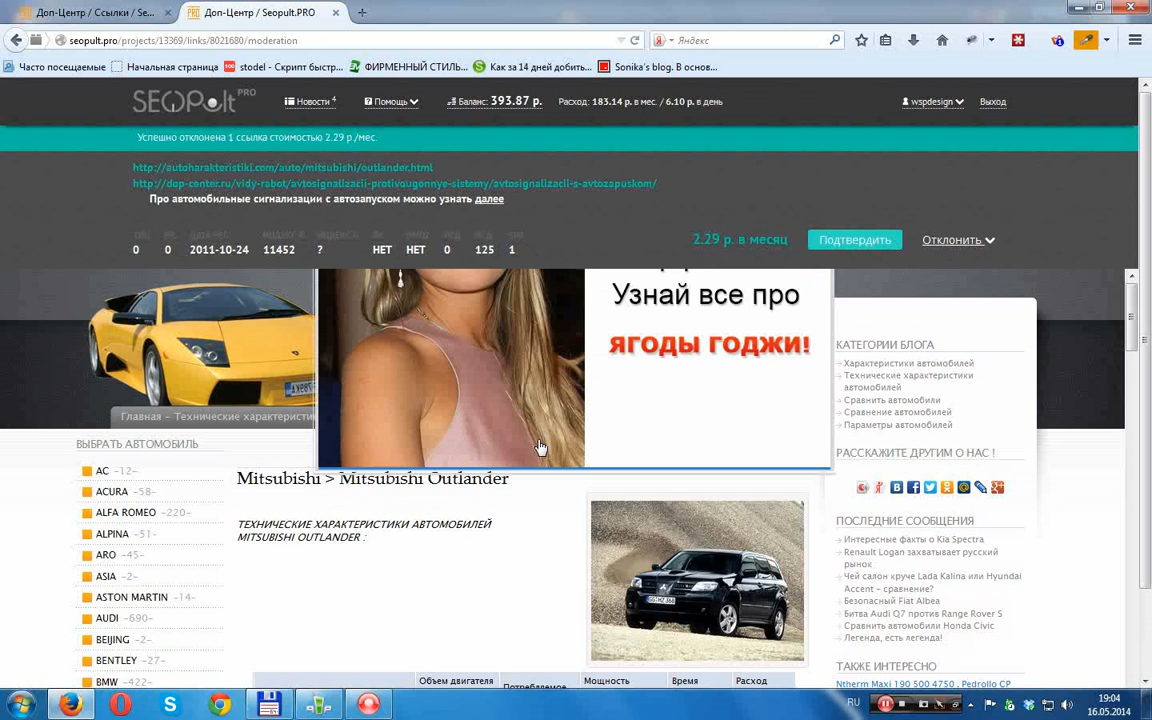 Доп-Центр / Ссылки / Se...
Доп-Центр / Seopult.PRO
seopult.pro/projects/13369/links/8021680/moderation
Яндекс
Часто посещаемые
Начальная страница
stodel - Скрипт быстр...
ФИРМЕННЫЙ СТИЛЬ...
Как за 14 дней добить...
Sonika's blog. В основ...
SEOPult PRO
Новости 4
Помощь
Баланс: 393.87 р.
Расход: 183.14 р. в мес. / 6.10 р. в день
wspdesign
Выход
Успешно отклонена 1 ссылка стоимостью 2.29 р./мес.
http://autoharakteristiki.com/auto/mitsubishi/outlander.html
http://dop-center.ru/vidy-rabot/avtosignalizacii-protivougonnye-sistemy/avtosignalizacii-s-avtozapuskom/
Про автомобильные сигнализации с автозапуском можно узнать далее
0 0 2011-10-24 11452 ? НЕТ НЕТ 0 125 1
2.29 р. в месяц
Подтвердить
Отклонить
Узнай все про
ягоды годжи!
Главная – Технические характеристи
ВЫБРАТЬ АВТОМОБИЛЬ
AC –12–
ACURA –58–
ALFA ROMEO –220–
ALPINA –51–
ARO –45–
ASIA –2–
ASTON MARTIN –14–
AUDI –690–
BEIJING –2–
BENTLEY –27–
BMW –422–
Mitsubishi > Mitsubishi Outlander
ТЕХНИЧЕСКИЕ ХАРАКТЕРИСТИКИ АВТОМОБИЛЕЙ
MITSUBISHI OUTLANDER :
Объем двигателя
Потребляемое
Мощность
Время
Расход
КАТЕГОРИИ БЛОГА
Характеристики автомобилей
Технические характеристики
автомобилей
Сравнить автомобили
Сравнение автомобилей
Параметры автомобилей
РАССКАЖИТЕ ДРУГИМ О НАС !
ПОСЛЕДНИЕ СООБЩЕНИЯ
Интересные факты о Kia Spectra
Renault Logan захватывает русский
рынок
Чей салон круче Lada Kalina или Hyundai
Accent – сравнение?
Безопасный Fiat Albea
Битва Audi Q7 против Range Rover S
Сравнить автомобили Honda Civic
Легенда, есть легенда!
ТАКЖЕ ИНТЕРЕСНО
Ntherm Maxi 190 500 4750 , Pedrollo CP
RU
19:04
16.05.2014